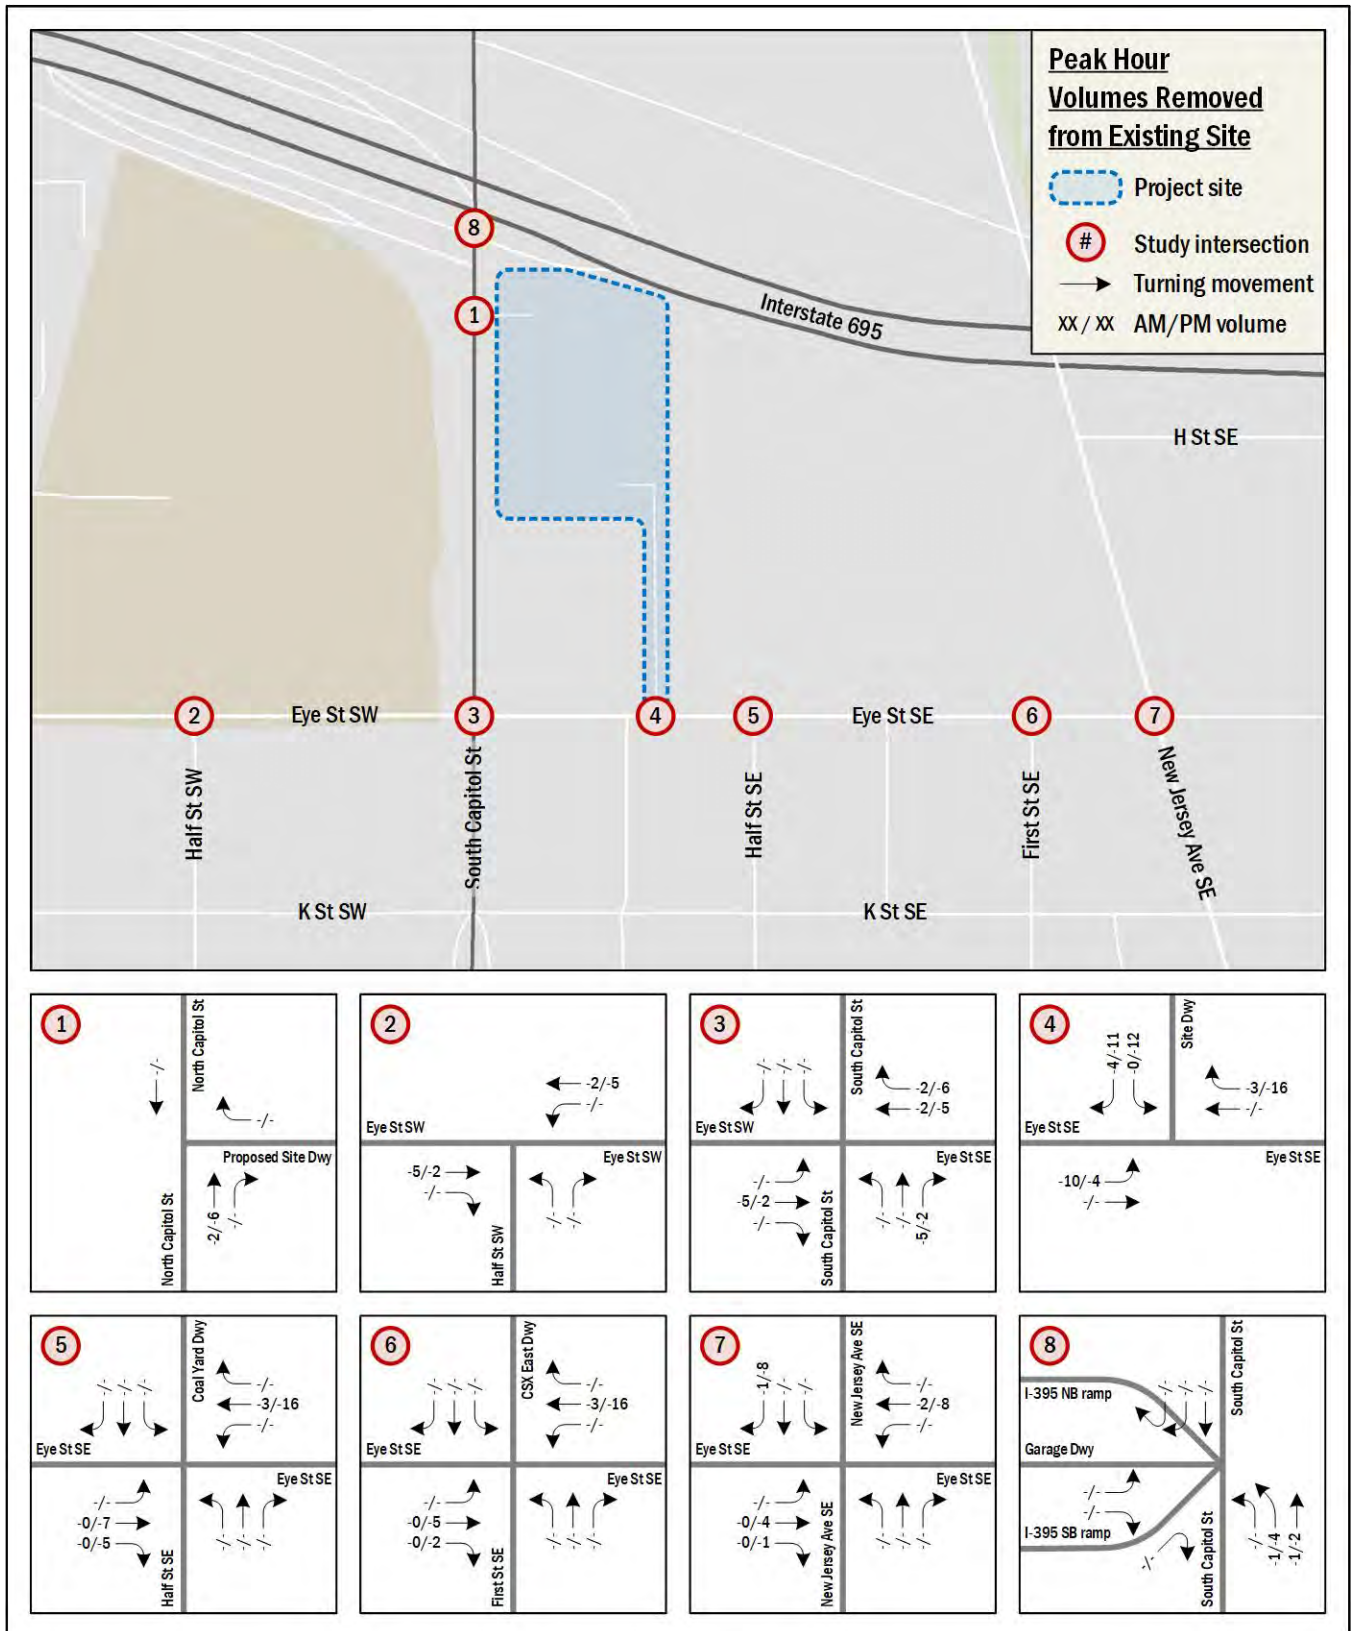 Peak Hour
Volumes Removed
from Existing Site
Project site
# Study intersection
Turning movement
XX / XX AM/PM volume
8
1
Interstate 695
H St SE
2
Eye St SW
3
4
5
Eye St SE
6
7
Half St SW
South Capitol St
Half St SE
First St SE
New Jersey Ave SE
K St SW
K St SE
1
North Capitol St
-/-
-/-
Proposed Site Dwy
North Capitol St
-2/-6
-/-
2
-2/-5
-/-
Eye St SW
Eye St SW
-5/-2
-/-
Half St SW
-/-
-/-
3
South Capitol St
-/-
-/-
-/-
-2/-6
-2/-5
Eye St SW
Eye St SE
-/-
-5/-2
-/-
South Capitol St
-/-
-/-
-5/-2
4
Site Dwy
-4/-11
-0/-12
-3/-16
-/-
Eye St SE
Eye St SE
-10/-4
-/-
5
Coal Yard Dwy
-/-
-/-
-/-
-/-
-3/-16
-/-
Eye St SE
Eye St SE
-/-
-0/-7
-0/-5
Half St SE
-/-
-/-
-/-
6
CSX East Dwy
-/-
-/-
-/-
-/-
-3/-16
-/-
Eye St SE
Eye St SE
-/-
-0/-5
-0/-2
First St SE
-/-
-/-
-/-
7
New Jersey Ave SE
-1/-8
-/-
-/-
-/-
-2/-8
-/-
Eye St SE
Eye St SE
-/-
-0/-4
-0/-1
New Jersey Ave SE
-/-
-/-
-/-
8
South Capitol St
I-395 NB ramp
-/-
-/-
-/-
Garage Dwy
-/-
-/-
I-395 SB ramp
-/-
South Capitol St
-/-
-1/-4
-1/-2